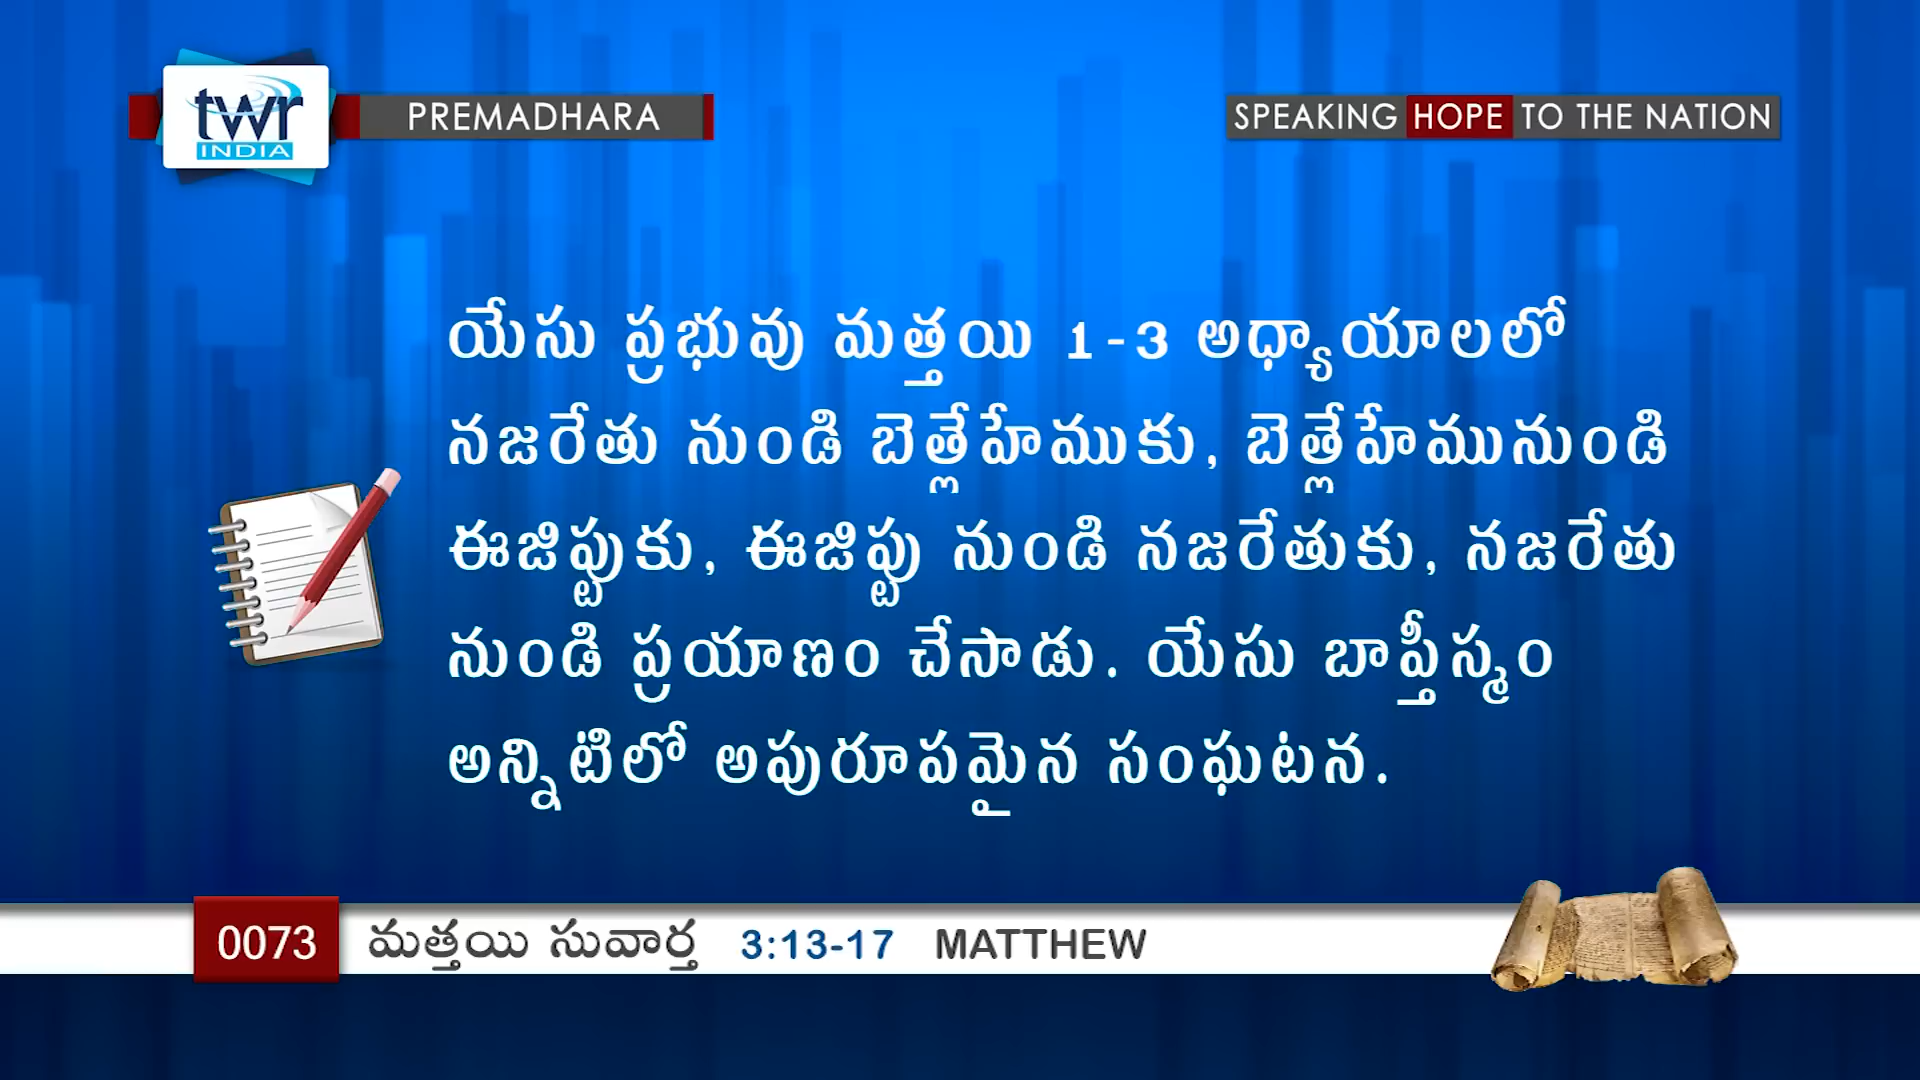 twr
INDIA
PREMADHARA
SPEAKING HOPE TO THE NATION
యేసు ప్రభువు మత్తయి 1-3 అధ్యాయాలలో
నజరేతు నుండి బెత్లేహేముకు, బెత్లేహేమునుండి
ఈజిప్టుకు, ఈజిప్టు నుండి నజరేతుకు, నజరేతు
నుండి ప్రయాణం చేసాడు. యేసు బాప్తీస్మం
అన్నిటిలో అపురూపమైన సంఘటన.
0073 మత్తయి సువార్త 3:13-17 MATTHEW